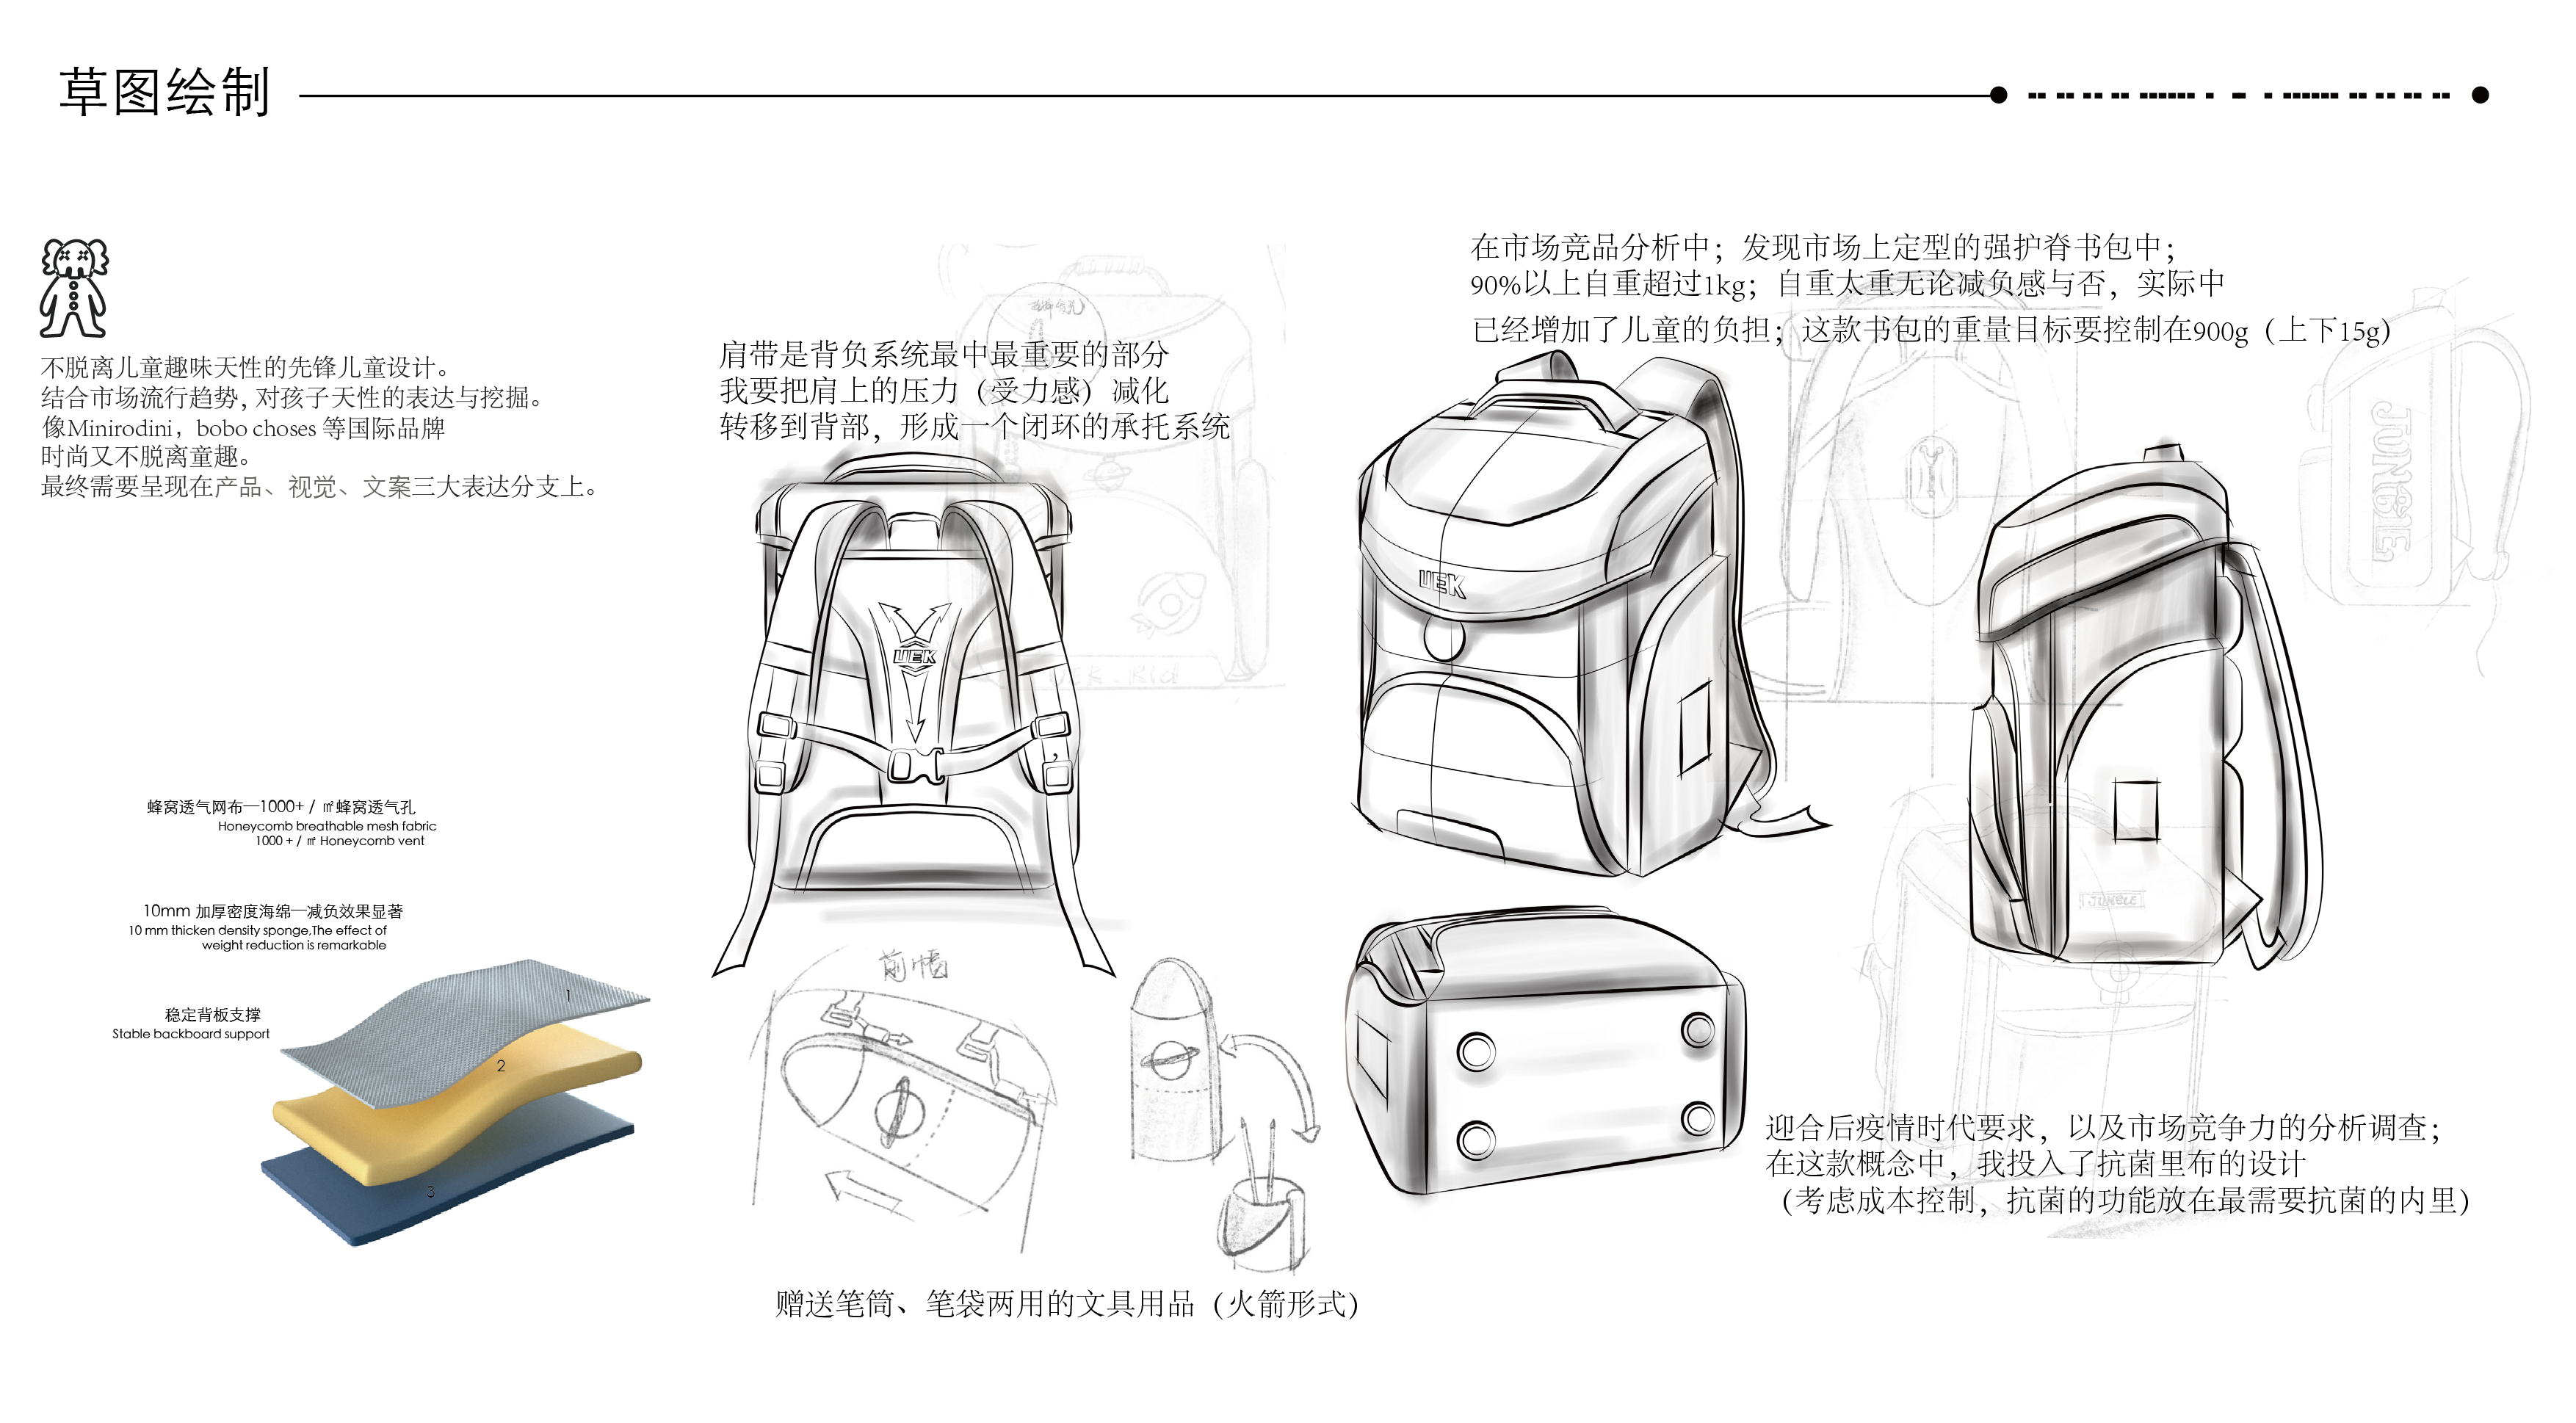 草图绘制
不脱离儿童趣味天性的先锋儿童设计。
结合市场流行趋势, 对孩子天性的表达与挖掘。
像Minirodini，bobo choses 等国际品牌
时尚又不脱离童趣。
最终需要呈现在产品、视觉、文案三大表达分支上。
蜂窝透气网布—1000+ / ㎡蜂窝透气孔
Honeycomb breathable mesh fabric
1000 + / ㎡ Honeycomb vent
10mm 加厚密度海绵—减负效果显著
10 mm thicken density sponge,The effect of
weight reduction is remarkable
稳定背板支撑
Stable backboard support
1
2
3
肩带是背负系统最中最重要的部分
我要把肩上的压力（受力感）减化
转移到背部，形成一个闭环的承托系统
UEK
UEK.Kid
前幅
赠送笔筒、笔袋两用的文具用品（火箭形式）
在市场竞品分析中；发现市场上定型的强护脊书包中；
90%以上自重超过1kg；自重太重无论减负感与否，实际中
已经增加了儿童的负担；这款书包的重量目标要控制在900g（上下15g）
UEK
JUNGLE
JUNGLE
迎合后疫情时代要求，以及市场竞争力的分析调查；
在这款概念中，我投入了抗菌里布的设计
（考虑成本控制，抗菌的功能放在最需要抗菌的内里）